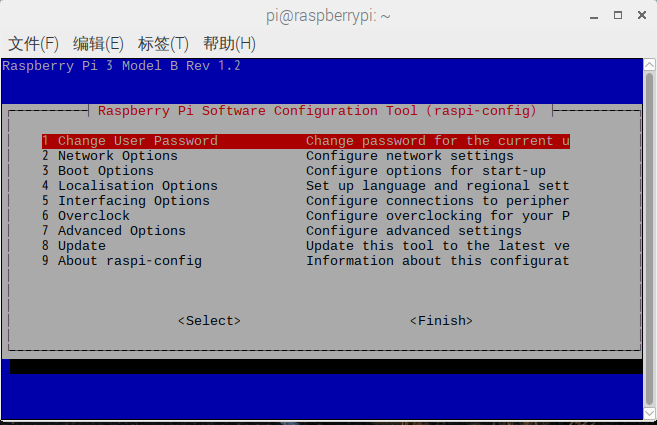 pi@raspberrypi: ~
文件(F) 编辑(E) 标签(T) 帮助(H)
Raspberry Pi 3 Model B Rev 1.2
Raspberry Pi Software Configuration Tool (raspi-config)
1 Change User Password Change password for the current u
2 Network Options Configure network settings
3 Boot Options Configure options for start-up
4 Localisation Options Set up language and regional sett
5 Interfacing Options Configure connections to peripher
6 Overclock Configure overclocking for your P
7 Advanced Options Configure advanced settings
8 Update Update this tool to the latest ve
9 About raspi-config Information about this configurat
<Select> <Finish>